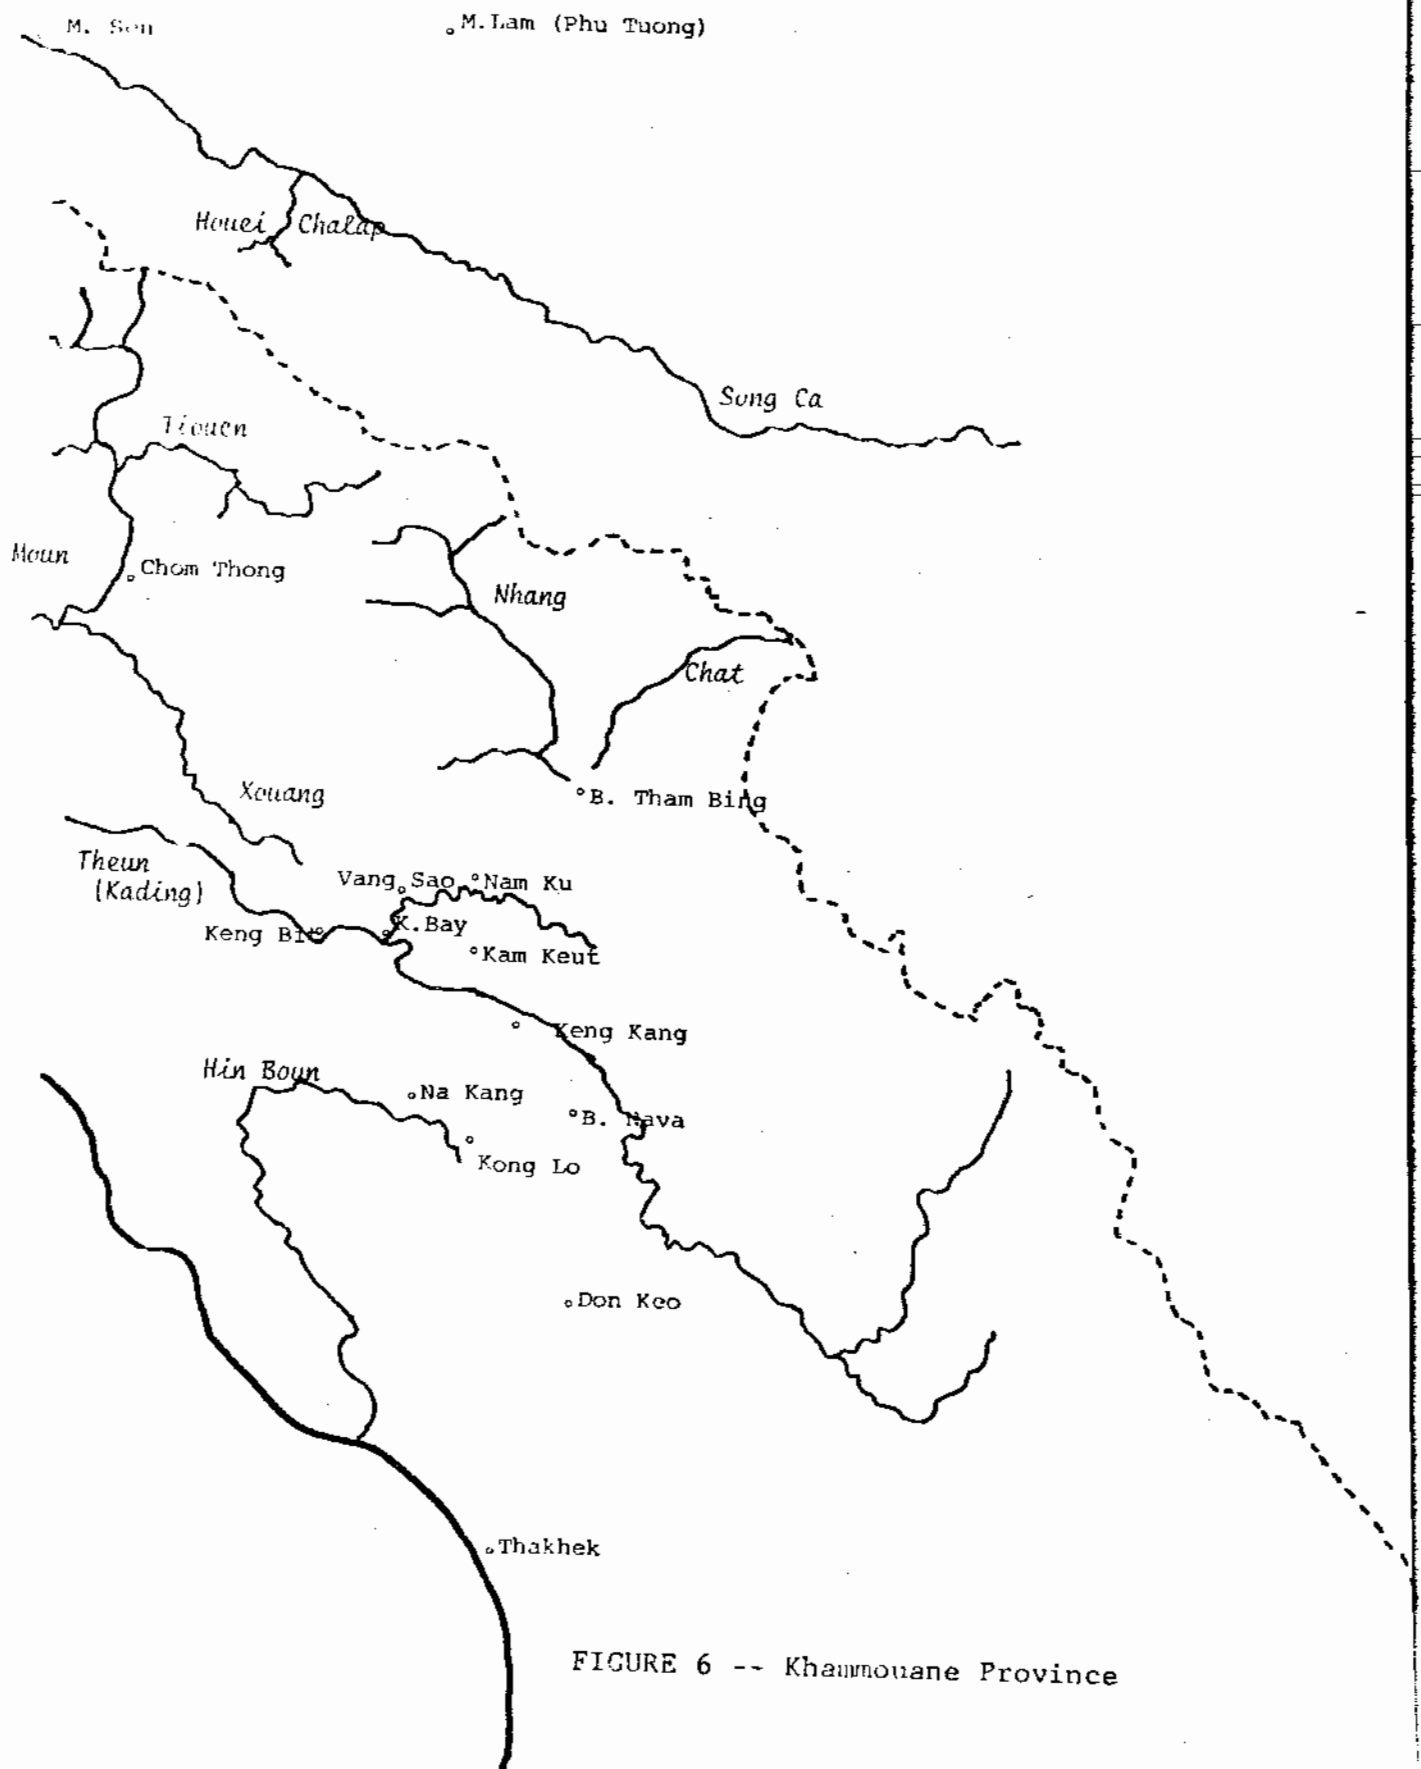 M. Sen
M.Lam (Phu Tuong)
Houei Chalap
Song Ca
Tiouen
Moun
Chom Thong
Nhang
Chat
Xouang
B. Tham Bing
Theun
(Kading)
Vang Sao
Nam Ku
Keng Bit
K.Bay
Kam Keut
Keng Kang
Hin Boun
Na Kang
B. Nava
Kong Lo
Don Keo
Thakhek
FIGURE 6 -- Khammouane Province